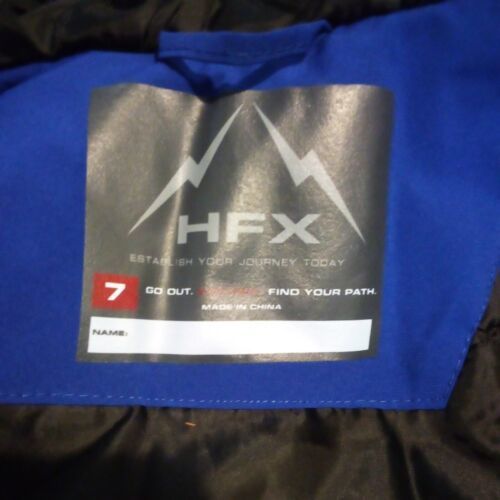 HFX
ESTABLISH YOUR JOURNEY TODAY
7 GO OUT. FIND YOUR PATH.
MADE IN CHINA
NAME: